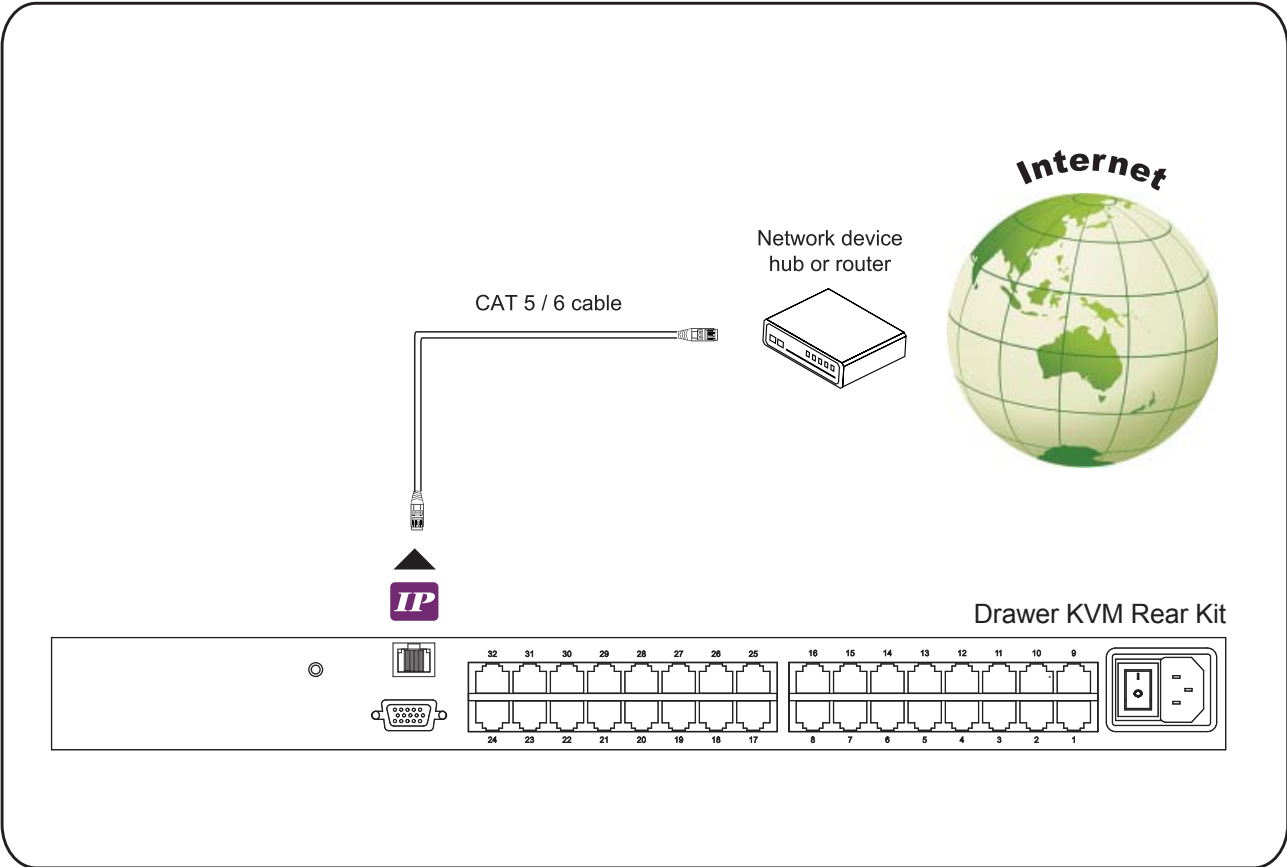 Internet
Network device
hub or router
CAT 5 / 6 cable
IP
Drawer KVM Rear Kit
32 31 30 29 28 27 26 25 16 15 14 13 12 11 10 9
24 23 22 21 20 19 18 17 8 7 6 5 4 3 2 1